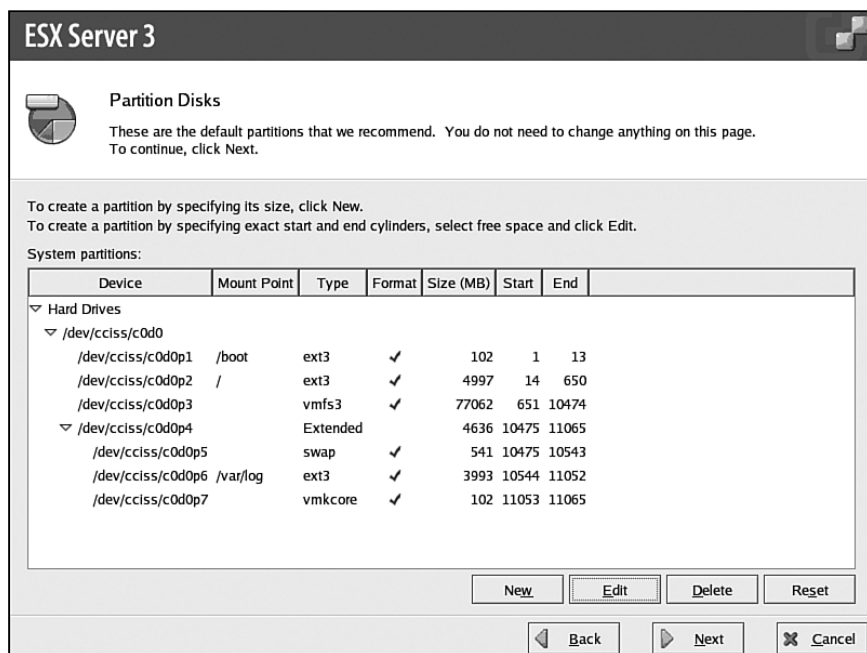 ESX Server 3
Partition Disks
These are the default partitions that we recommend. You do not need to change anything on this page.
To continue, click Next.
To create a partition by specifying its size, click New.
To create a partition by specifying exact start and end cylinders, select free space and click Edit.
System partitions:
Device Mount Point Type Format Size (MB) Start End
Hard Drives
/dev/cciss/c0d0
/dev/cciss/c0d0p1 /boot ext3 ✓ 102 1 13
/dev/cciss/c0d0p2 / ext3 ✓ 4997 14 650
/dev/cciss/c0d0p3 vmfs3 ✓ 77062 651 10474
/dev/cciss/c0d0p4 Extended 4636 10475 11065
/dev/cciss/c0d0p5 swap ✓ 541 10475 10543
/dev/cciss/c0d0p6 /var/log ext3 ✓ 3993 10544 11052
/dev/cciss/c0d0p7 vmkcore ✓ 102 11053 11065
New Edit Delete Reset
Back Next Cancel